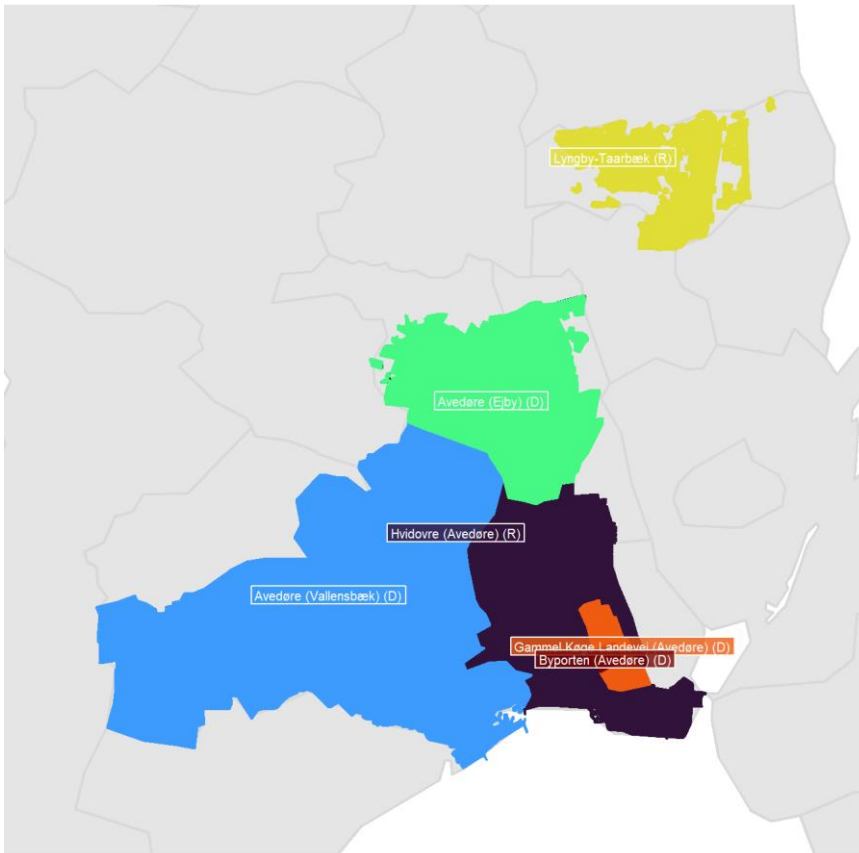 Lyngby-Taarbæk (R)
Avedøre (Ejby) (D)
Hvidovre (Avedøre) (R)
Avedøre (Vallensbæk) (D)
Gammel Køge Landevej (Avedøre) (D)
Byporten (Avedøre) (D)